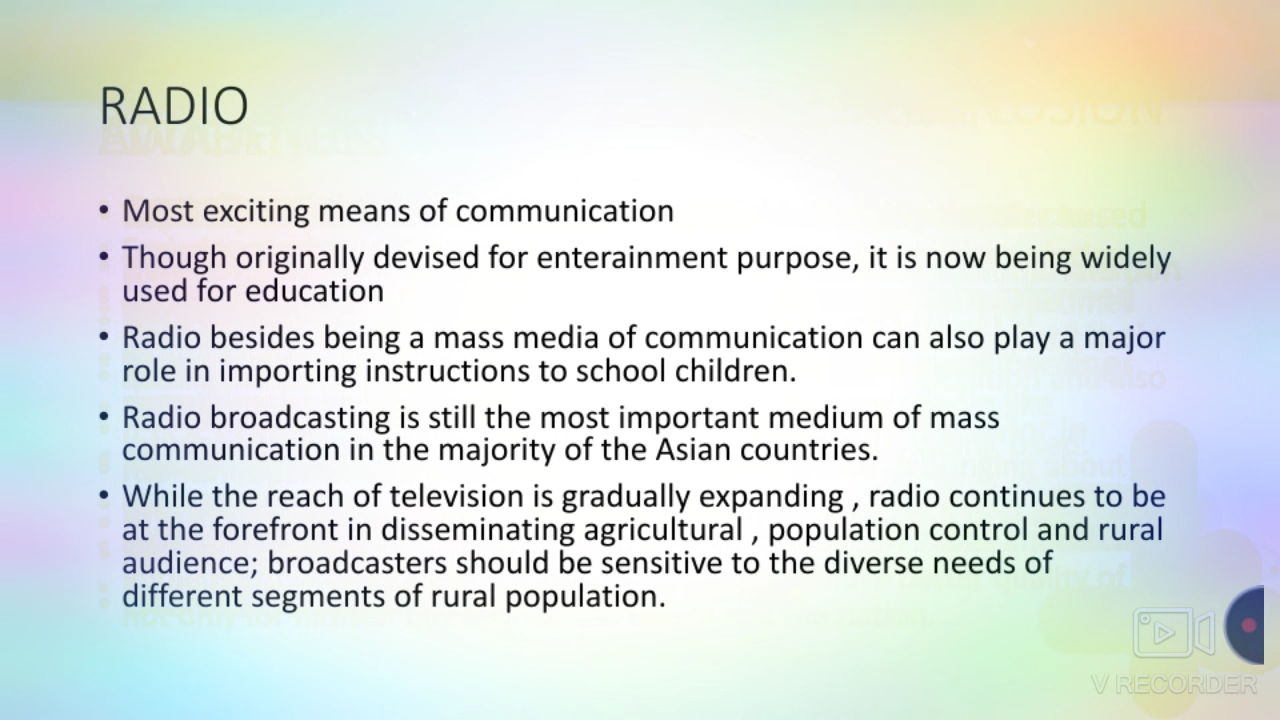 RADIO
• Most exciting means of communication
• Though originally devised for enterainment purpose, it is now being widely
used for education
• Radio besides being a mass media of communication can also play a major
role in importing instructions to school children.
• Radio broadcasting is still the most important medium of mass
communication in the majority of the Asian countries.
• While the reach of television is gradually expanding , radio continues to be
at the forefront in disseminating agricultural , population control and rural
audience; broadcasters should be sensitive to the diverse needs of
different segments of rural population.
V RECORDER